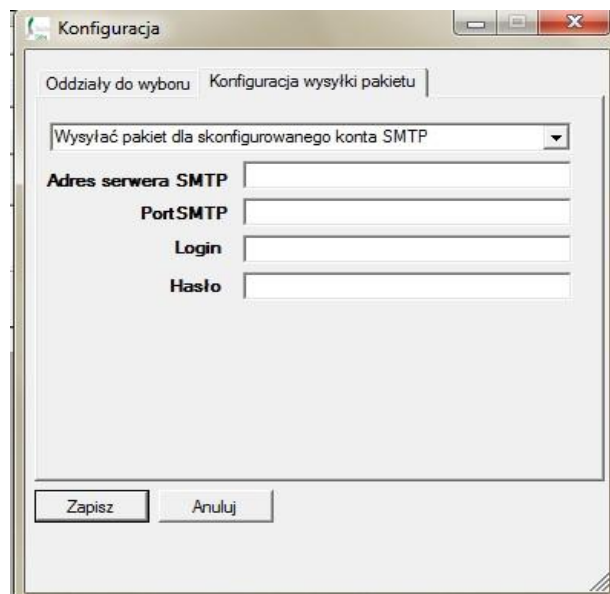 Konfiguracja
Oddziały do wyboru Konfiguracja wysyłki pakietu
Wysyłać pakiet dla skonfigurowanego konta SMTP
Adres serwera SMTP
Port SMTP
Login
Hasło
Zapisz Anuluj